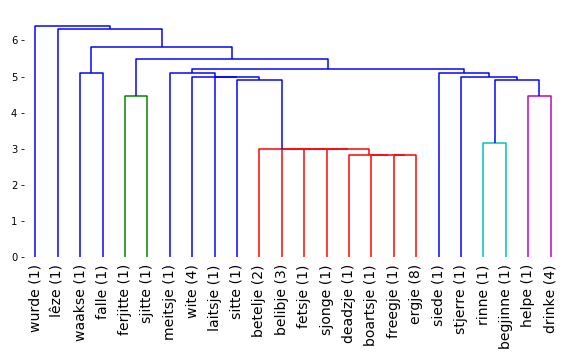 6
5
4
3
2
1
0
wurde (1)
lêze (1)
waakse (1)
falle (1)
ferjitte (1)
sjitte (1)
meitsje (1)
wite (4)
laitsje (1)
sitte (1)
betelje (2)
belibje (3)
fetsje (1)
sjonge (1)
deadzje (1)
boartsje (1)
freegje (1)
ergje (8)
siede (1)
stjerre (1)
rinne (1)
begjinne (1)
helpe (1)
drinke (4)